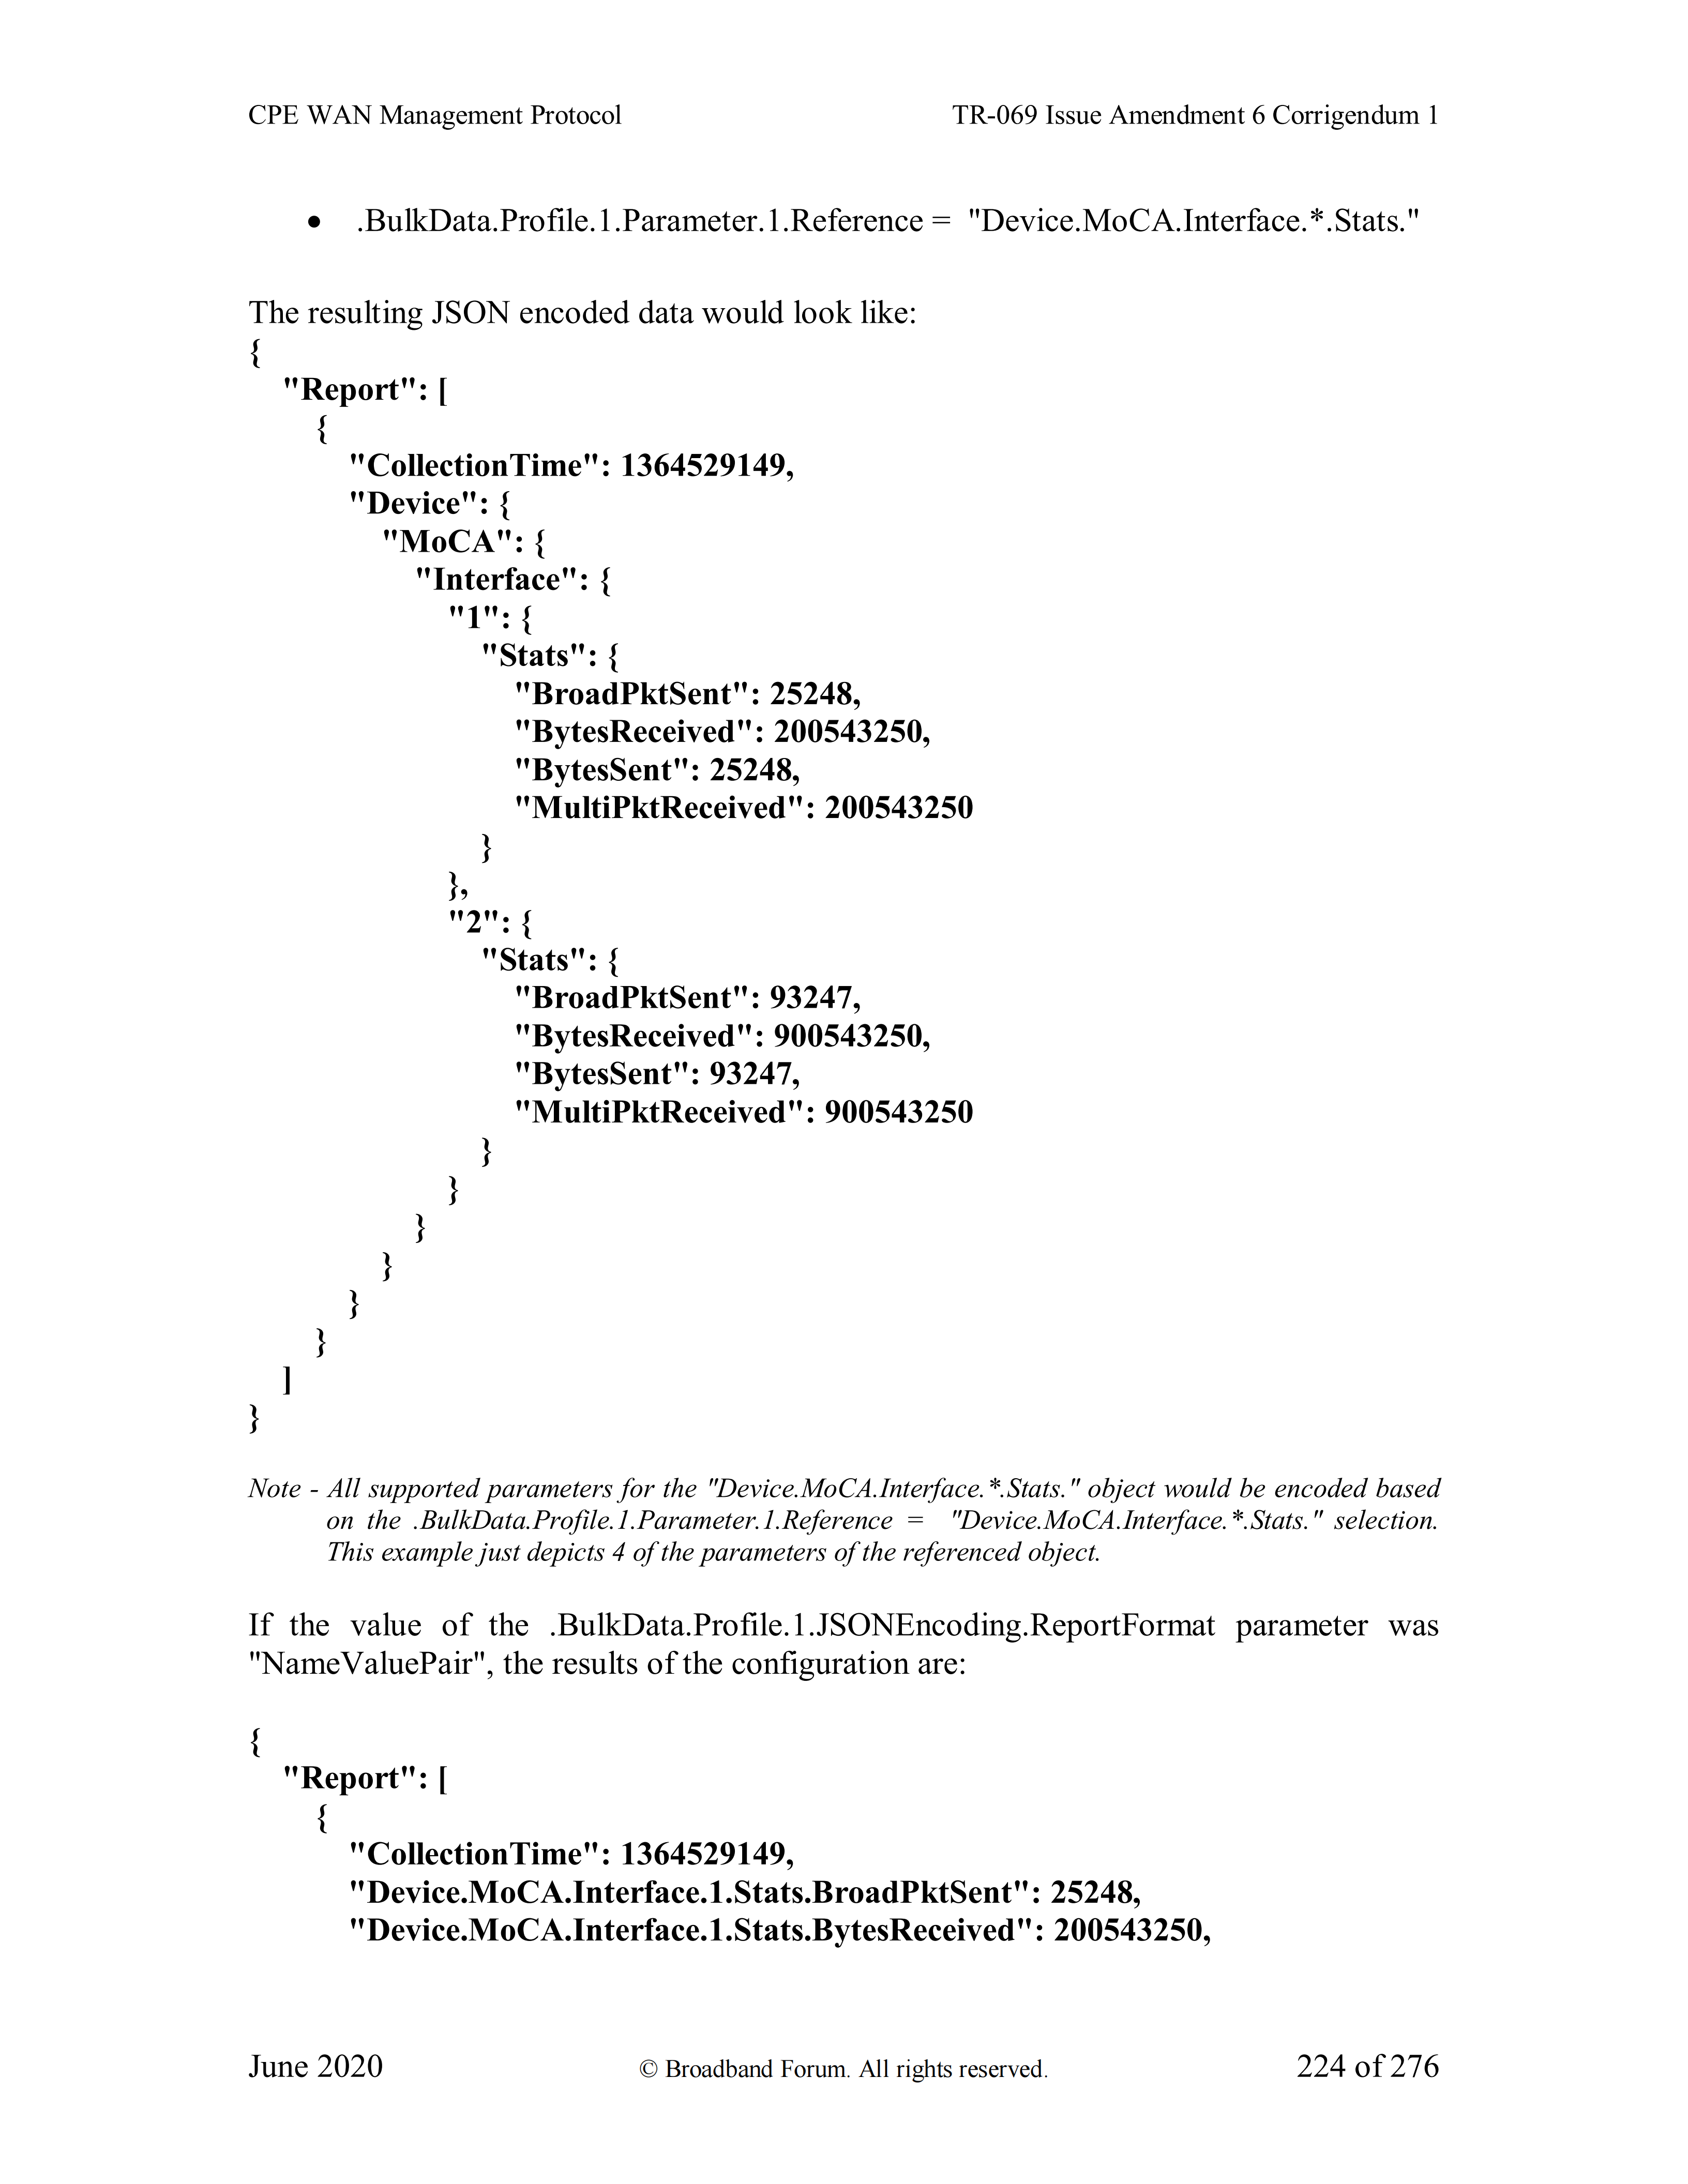 CPE WAN Management Protocol TR-069 Issue Amendment 6 Corrigendum 1
• .BulkData.Profile.1.Parameter.1.Reference = "Device.MoCA.Interface.*.Stats."
The resulting JSON encoded data would look like:
{
"Report": [
{
"CollectionTime": 1364529149,
"Device": {
"MoCA": {
"Interface": {
"1": {
"Stats": {
"BroadPktSent": 25248,
"BytesReceived": 200543250,
"BytesSent": 25248,
"MultiPktReceived": 200543250
}
},
"2": {
"Stats": {
"BroadPktSent": 93247,
"BytesReceived": 900543250,
"BytesSent": 93247,
"MultiPktReceived": 900543250
}
}
}
}
}
}
]
}
Note - All supported parameters for the "Device.MoCA.Interface.*.Stats." object would be encoded based
on the .BulkData.Profile.1.Parameter.1.Reference = "Device.MoCA.Interface.*.Stats." selection.
This example just depicts 4 of the parameters of the referenced object.
If the value of the .BulkData.Profile.1.JSONEncoding.ReportFormat parameter was
"NameValuePair", the results of the configuration are:
{
"Report": [
{
"CollectionTime": 1364529149,
"Device.MoCA.Interface.1.Stats.BroadPktSent": 25248,
"Device.MoCA.Interface.1.Stats.BytesReceived": 200543250,
June 2020 © Broadband Forum. All rights reserved. 224 of 276